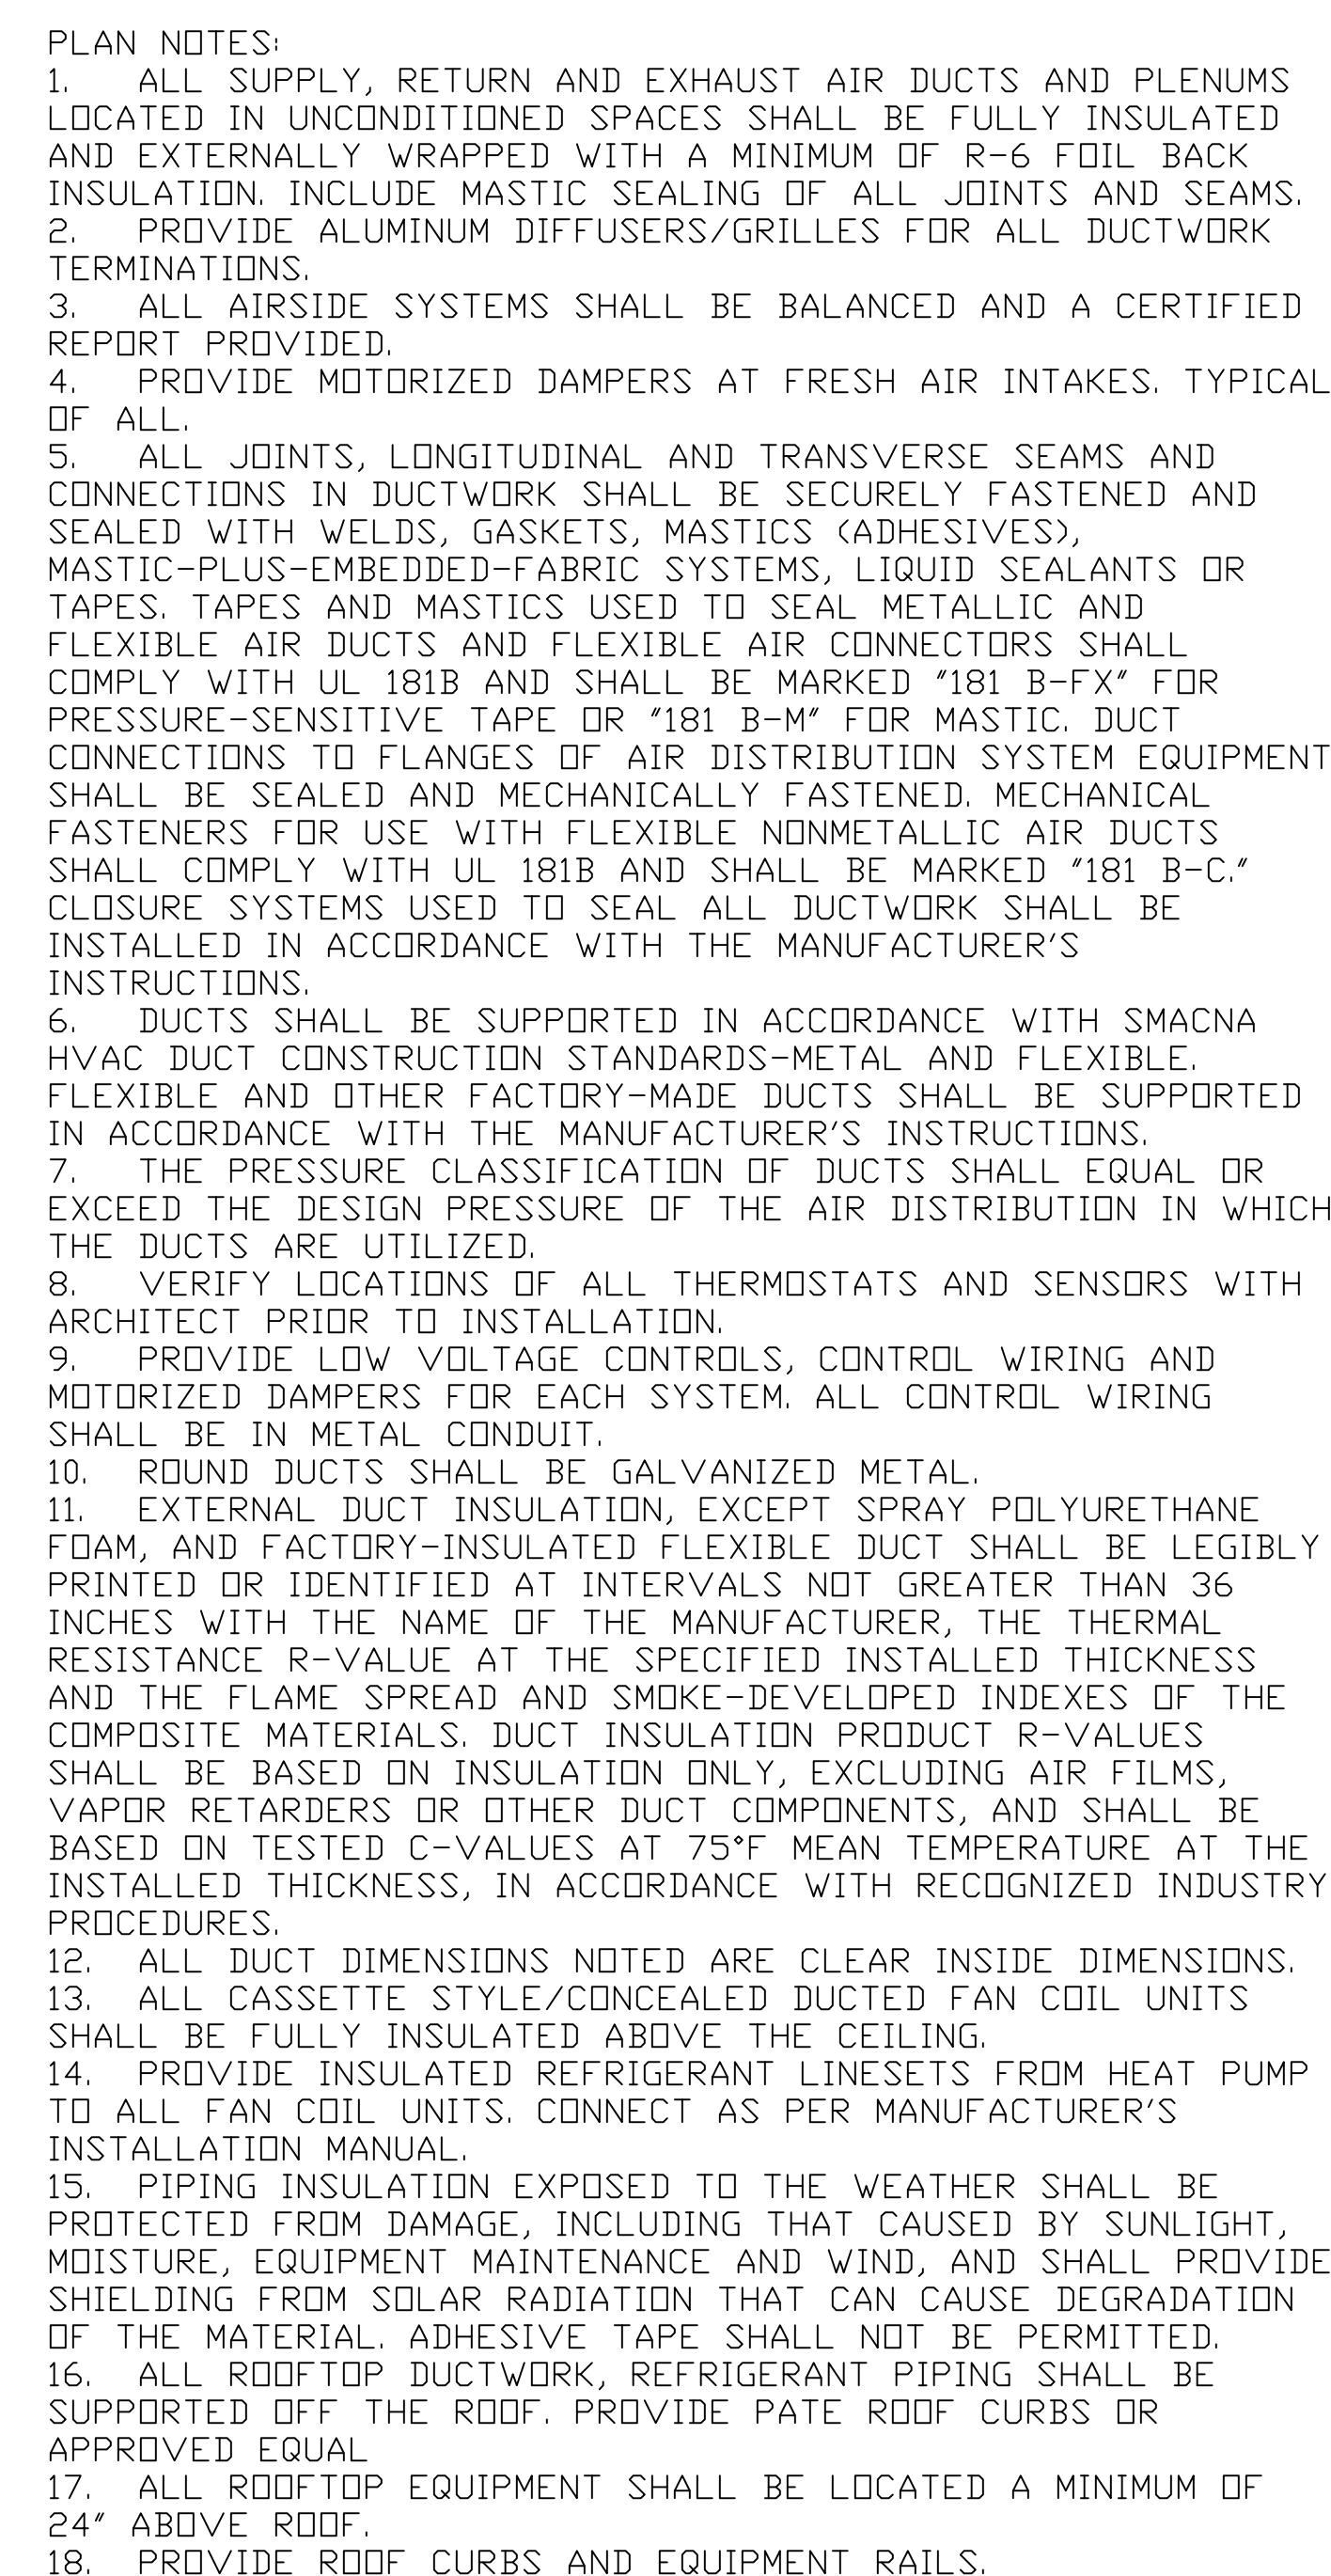 PLAN NOTES:
1. ALL SUPPLY, RETURN AND EXHAUST AIR DUCTS AND PLENUMS
LOCATED IN UNCONDITIONED SPACES SHALL BE FULLY INSULATED
AND EXTERNALLY WRAPPED WITH A MINIMUM OF R-6 FOIL BACK
INSULATION. INCLUDE MASTIC SEALING OF ALL JOINTS AND SEAMS.
2. PROVIDE ALUMINUM DIFFUSERS/GRILLES FOR ALL DUCTWORK
TERMINATIONS.
3. ALL AIRSIDE SYSTEMS SHALL BE BALANCED AND A CERTIFIED
REPORT PROVIDED.
4. PROVIDE MOTORIZED DAMPERS AT FRESH AIR INTAKES. TYPICAL
OF ALL.
5. ALL JOINTS, LONGITUDINAL AND TRANSVERSE SEAMS AND
CONNECTIONS IN DUCTWORK SHALL BE SECURELY FASTENED AND
SEALED WITH WELDS, GASKETS, MASTICS (ADHESIVES),
MASTIC-PLUS-EMBEDDED-FABRIC SYSTEMS, LIQUID SEALANTS OR
TAPES. TAPES AND MASTICS USED TO SEAL METALLIC AND
FLEXIBLE AIR DUCTS AND FLEXIBLE AIR CONNECTORS SHALL
COMPLY WITH UL 181B AND SHALL BE MARKED "181 B-FX" FOR
PRESSURE-SENSITIVE TAPE OR "181 B-M" FOR MASTIC. DUCT
CONNECTIONS TO FLANGES OF AIR DISTRIBUTION SYSTEM EQUIPMENT
SHALL BE SEALED AND MECHANICALLY FASTENED. MECHANICAL
FASTENERS FOR USE WITH FLEXIBLE NONMETALLIC AIR DUCTS
SHALL COMPLY WITH UL 181B AND SHALL BE MARKED "181 B-C."
CLOSURE SYSTEMS USED TO SEAL ALL DUCTWORK SHALL BE
INSTALLED IN ACCORDANCE WITH THE MANUFACTURER'S
INSTRUCTIONS.
6. DUCTS SHALL BE SUPPORTED IN ACCORDANCE WITH SMACNA
HVAC DUCT CONSTRUCTION STANDARDS-METAL AND FLEXIBLE.
FLEXIBLE AND OTHER FACTORY-MADE DUCTS SHALL BE SUPPORTED
IN ACCORDANCE WITH THE MANUFACTURER'S INSTRUCTIONS.
7. THE PRESSURE CLASSIFICATION OF DUCTS SHALL EQUAL OR
EXCEED THE DESIGN PRESSURE OF THE AIR DISTRIBUTION IN WHICH
THE DUCTS ARE UTILIZED.
8. VERIFY LOCATIONS OF ALL THERMOSTATS AND SENSORS WITH
ARCHITECT PRIOR TO INSTALLATION.
9. PROVIDE LOW VOLTAGE CONTROLS, CONTROL WIRING AND
MOTORIZED DAMPERS FOR EACH SYSTEM. ALL CONTROL WIRING
SHALL BE IN METAL CONDUIT.
10. ROUND DUCTS SHALL BE GALVANIZED METAL.
11. EXTERNAL DUCT INSULATION, EXCEPT SPRAY POLYURETHANE
FOAM, AND FACTORY-INSULATED FLEXIBLE DUCT SHALL BE LEGIBLY
PRINTED OR IDENTIFIED AT INTERVALS NOT GREATER THAN 36
INCHES WITH THE NAME OF THE MANUFACTURER, THE THERMAL
RESISTANCE R-VALUE AT THE SPECIFIED INSTALLED THICKNESS
AND THE FLAME SPREAD AND SMOKE-DEVELOPED INDEXES OF THE
COMPOSITE MATERIALS. DUCT INSULATION PRODUCT R-VALUES
SHALL BE BASED ON INSULATION ONLY, EXCLUDING AIR FILMS,
VAPOR RETARDERS OR OTHER DUCT COMPONENTS, AND SHALL BE
BASED ON TESTED C-VALUES AT 75°F MEAN TEMPERATURE AT THE
INSTALLED THICKNESS, IN ACCORDANCE WITH RECOGNIZED INDUSTRY
PROCEDURES.
12. ALL DUCT DIMENSIONS NOTED ARE CLEAR INSIDE DIMENSIONS.
13. ALL CASSETTE STYLE/CONCEALED DUCTED FAN COIL UNITS
SHALL BE FULLY INSULATED ABOVE THE CEILING.
14. PROVIDE INSULATED REFRIGERANT LINESETS FROM HEAT PUMP
TO ALL FAN COIL UNITS. CONNECT AS PER MANUFACTURER'S
INSTALLATION MANUAL.
15. PIPING INSULATION EXPOSED TO THE WEATHER SHALL BE
PROTECTED FROM DAMAGE, INCLUDING THAT CAUSED BY SUNLIGHT,
MOISTURE, EQUIPMENT MAINTENANCE AND WIND, AND SHALL PROVIDE
SHIELDING FROM SOLAR RADIATION THAT CAN CAUSE DEGRADATION
OF THE MATERIAL. ADHESIVE TAPE SHALL NOT BE PERMITTED.
16. ALL ROOFTOP DUCTWORK, REFRIGERANT PIPING SHALL BE
SUPPORTED OFF THE ROOF. PROVIDE PATE ROOF CURBS OR
APPROVED EQUAL
17. ALL ROOFTOP EQUIPMENT SHALL BE LOCATED A MINIMUM OF
24" ABOVE ROOF.
18. PROVIDE ROOF CURBS AND EQUIPMENT RAILS.